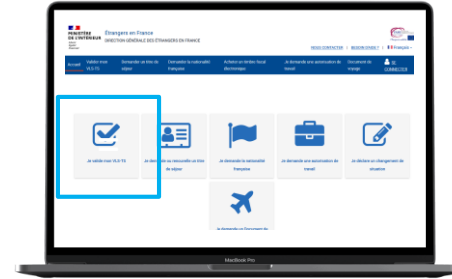 MINISTÈRE
DE L'INTÉRIEUR
Étrangers en France
DIRECTION GÉNÉRALE DES ÉTRANGERS EN FRANCE
NOUS CONTACTER | BESOIN D'AIDE ? | Français
Accueil
Valider mon
VLS-TS
Demander un titre de
séjour
Demander la nationalité
française
Acheter un timbre fiscal
électronique
Je demande une autorisation de
travail
Document de
voyage
SE
CONNECTER
Je valide mon VLS-TS
Je demande ou renouvelle un titre
de séjour
Je demande la nationalité
française
Je demande une autorisation de
travail
Je déclare un changement de
situation
Je demande un Document de
MacBook Pro